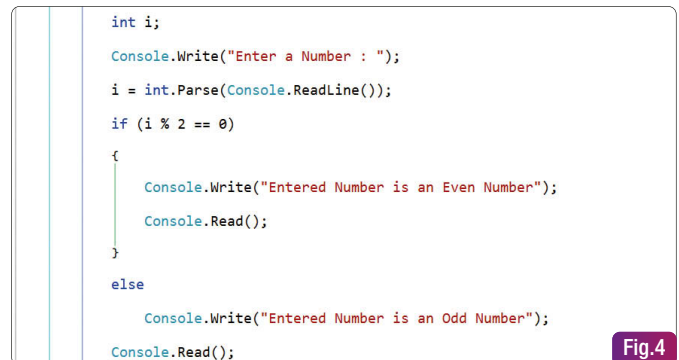 int i;
Console.Write("Enter a Number : ");
i = int.Parse(Console.ReadLine());
if (i % 2 == 0)
{
Console.Write("Entered Number is an Even Number");
Console.Read();
}
else
Console.Write("Entered Number is an Odd Number");
Console.Read();
Fig.4